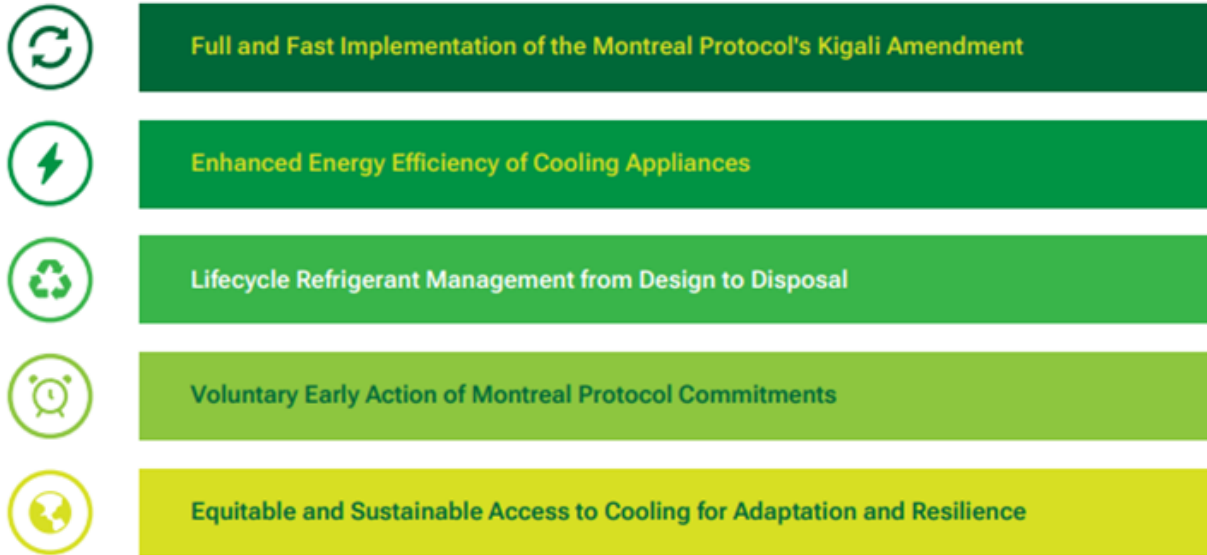 Full and Fast Implementation of the Montreal Protocol's Kigali Amendment
Enhanced Energy Efficiency of Cooling Appliances
Lifecycle Refrigerant Management from Design to Disposal
Voluntary Early Action of Montreal Protocol Commitments
Equitable and Sustainable Access to Cooling for Adaptation and Resilience